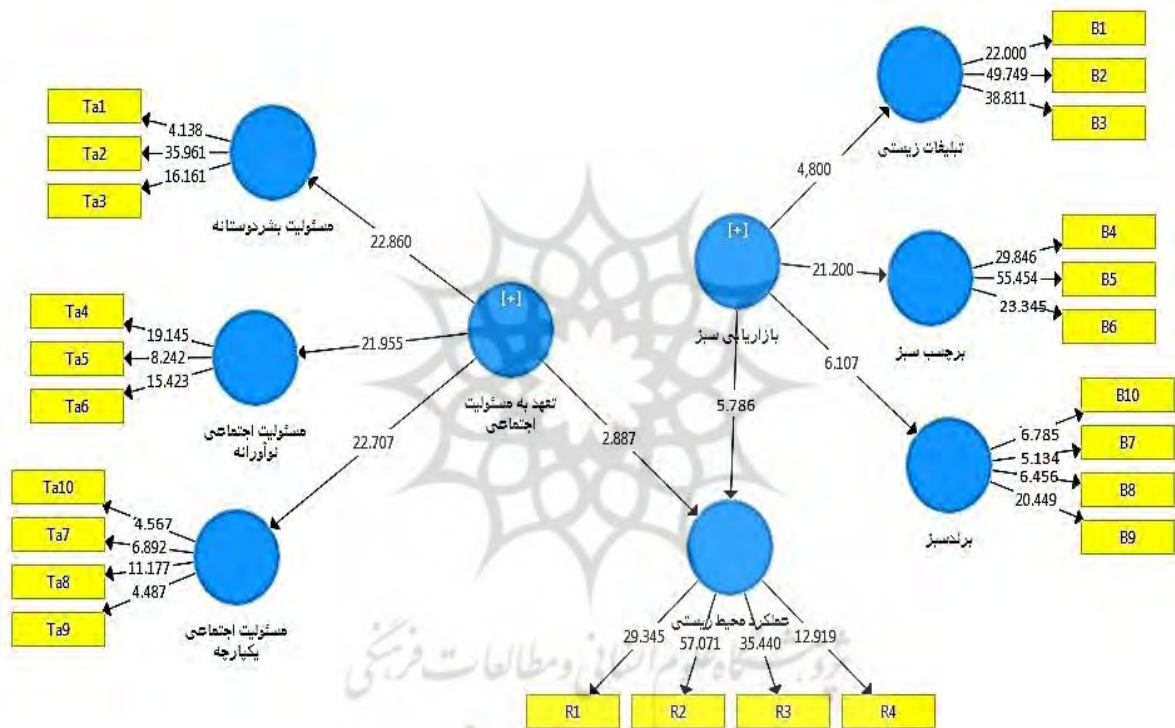 Ta1
Ta2
Ta3
4.138
35.961
16.161
مسئولیت بشردوستانه
22.860
Ta4
Ta5
Ta6
19.145
8.242
15.423
مسئولیت اجتماعی
نوآورانه
21.955
Ta10
Ta7
Ta8
Ta9
4.567
6.892
11.177
4.487
مسئولیت اجتماعی
یکپارچه
22.707
[+]
تعهد به مسئولیت
اجتماعی
2.887
[+]
بازاریابی سبز
5.786
4,800
21.200
6.107
B1
B2
B3
22.000
49.749
38.811
تبلیغات زیستی
B4
B5
B6
29.846
55.454
23.345
برچسب سبز
B10
B7
B8
B9
6.785
5.134
6.456
20.449
برندسبز
عملکرد محیط زیستی
29.345
57.071
35.440
12.919
R1
R2
R3
R4
پژوهشگاه علوم انسانی و مطالعات فرهنگی